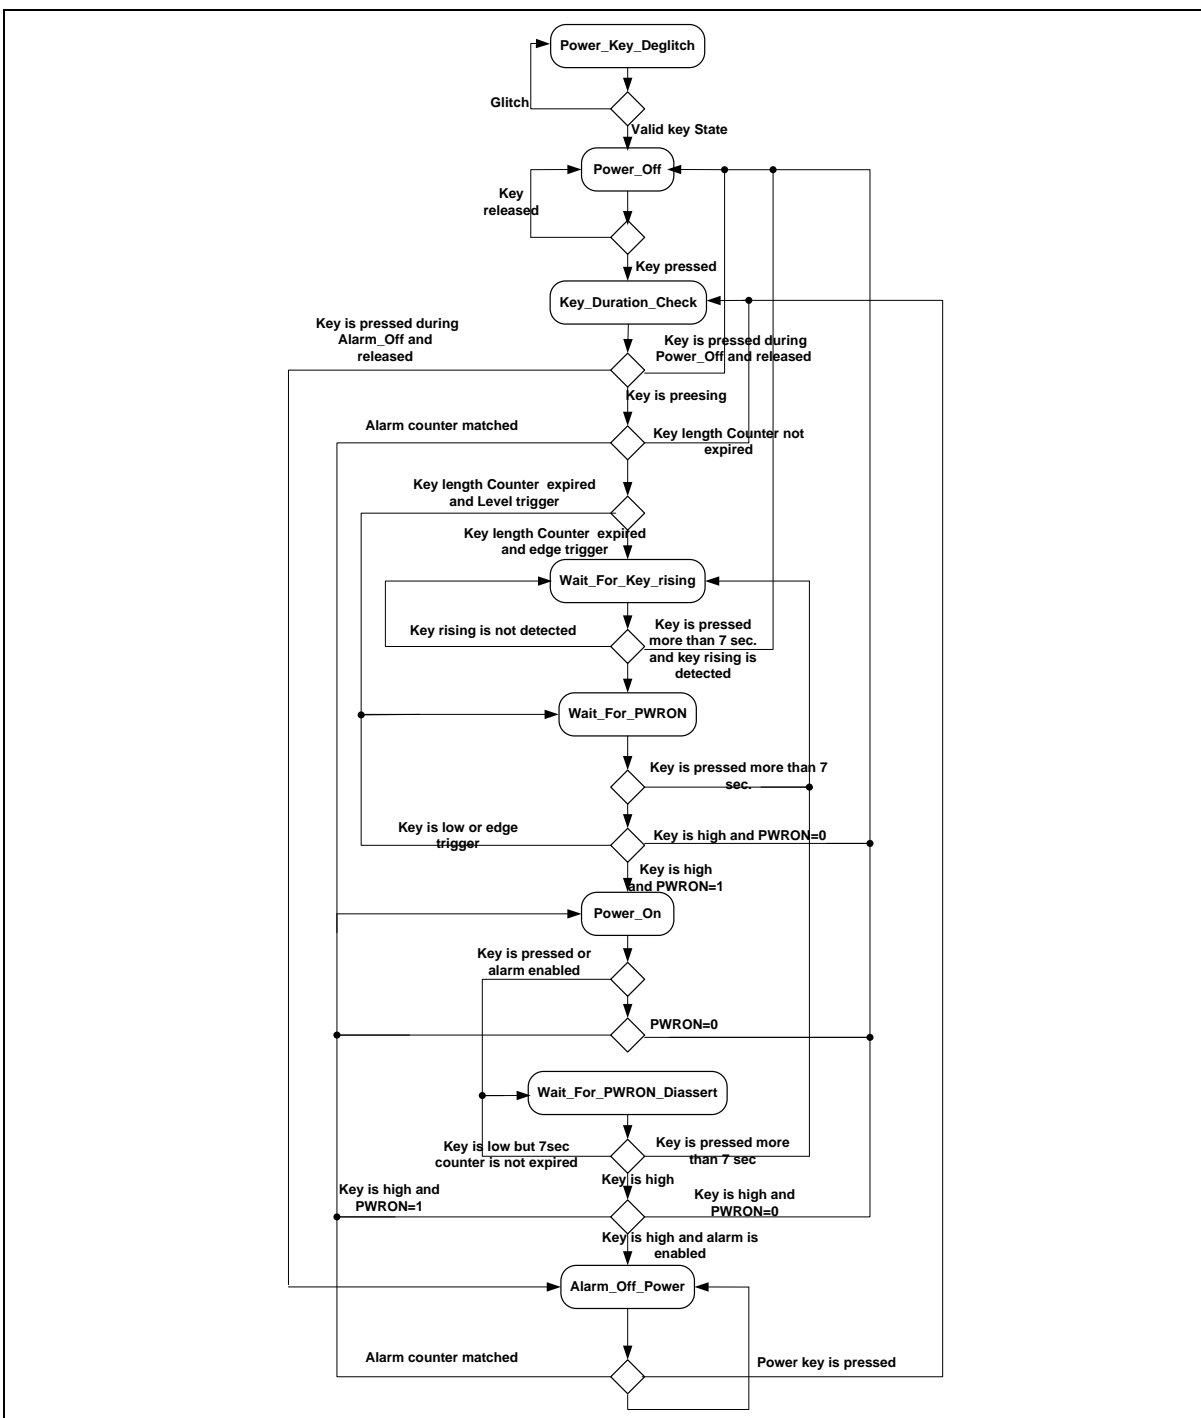 Power_Key_Deglitch
Glitch
Valid key State
Power_Off
Key
released
Key pressed
Key_Duration_Check
Key is pressed during
Alarm_Off and
released
Key is pressed during
Power_Off and released
Key is preesing
Alarm counter matched
Key length Counter not
expired
Key length Counter expired
and Level trigger
Key length Counter expired
and edge trigger
Wait_For_Key_rising
Key rising is not detected
Key is pressed
more than 7 sec.
and key rising is
detected
Wait_For_PWRON
Key is pressed more than 7
sec.
Key is low or edge
trigger
Key is high and PWRON=0
Key is high
and PWRON=1
Power_On
Key is pressed or
alarm enabled
PWRON=0
Wait_For_PWRON_Diassert
Key is low but 7sec
counter is not expired
Key is pressed more
than 7 sec
Key is high
Key is high and
PWRON=1
Key is high and
PWRON=0
Key is high and alarm is
enabled
Alarm_Off_Power
Alarm counter matched
Power key is pressed